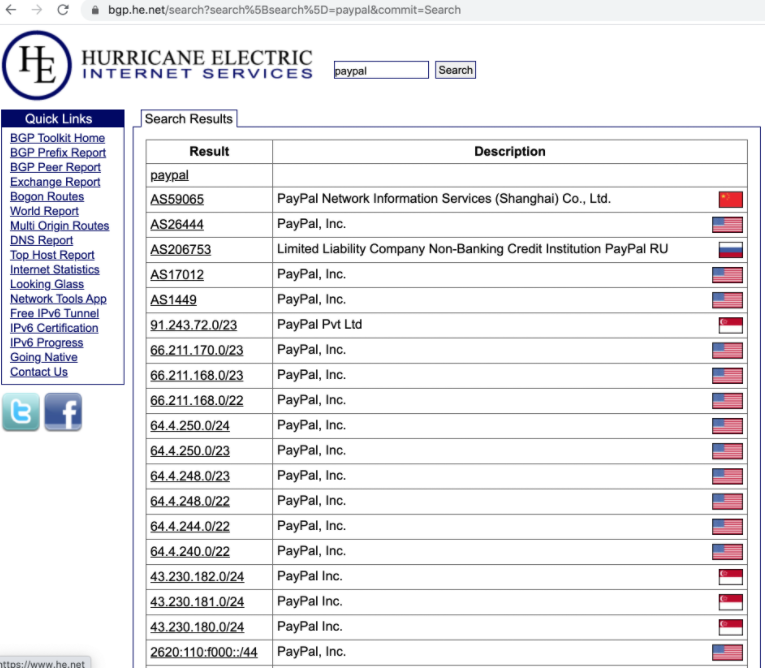 bgp.he.net/search?search%5Bsearch%5D=paypal&commit=Search
HE
HURRICANE ELECTRIC
INTERNET SERVICES
paypal
Search
Quick Links
BGP Toolkit Home
BGP Prefix Report
BGP Peer Report
Exchange Report
Bogon Routes
World Report
Multi Origin Routes
DNS Report
Top Host Report
Internet Statistics
Looking Glass
Network Tools App
Free IPv6 Tunnel
IPv6 Certification
IPv6 Progress
Going Native
Contact Us
Search Results
Result Description
paypal
AS59065 PayPal Network Information Services (Shanghai) Co., Ltd.
AS26444 PayPal, Inc.
AS206753 Limited Liability Company Non-Banking Credit Institution PayPal RU
AS17012 PayPal, Inc.
AS1449 PayPal, Inc.
91.243.72.0/23 PayPal Pvt Ltd
66.211.170.0/23 PayPal, Inc.
66.211.168.0/23 PayPal, Inc.
66.211.168.0/22 PayPal, Inc.
64.4.250.0/24 PayPal, Inc.
64.4.250.0/23 PayPal, Inc.
64.4.248.0/23 PayPal, Inc.
64.4.248.0/22 PayPal, Inc.
64.4.244.0/22 PayPal, Inc.
64.4.240.0/22 PayPal, Inc.
43.230.182.0/24 PayPal Inc.
43.230.181.0/24 PayPal Inc.
43.230.180.0/24 PayPal Inc.
2620:110:f000::/44 PayPal, Inc.
https://www.he.net